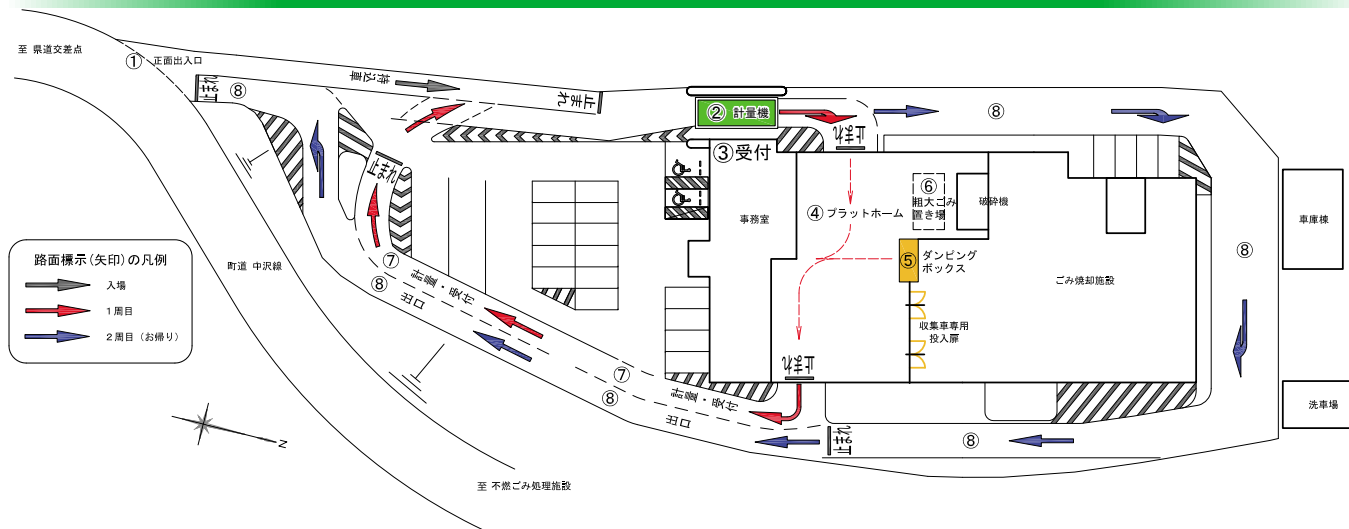 至 県道交差点
① 正面出入口
止まれ
⑧
持込車
止まれ
② 計量機
③受付
止まれ
⑧
⑥
粗大ごみ
置き場
破砕機
事務室
④ プラットホーム
⑤
ダンピング
ボックス
ごみ焼却施設
収集車専用
投入扉
車庫棟
⑧
洗車場
止まれ
路面標示(矢印)の凡例
入場
1周目
2周目(お帰り)
町道 中沢線
⑦
計量・受付
⑧
出口
止まれ
⑦
計量・受付
⑧
出口
止まれ
⑧
N
至 不燃ごみ処理施設